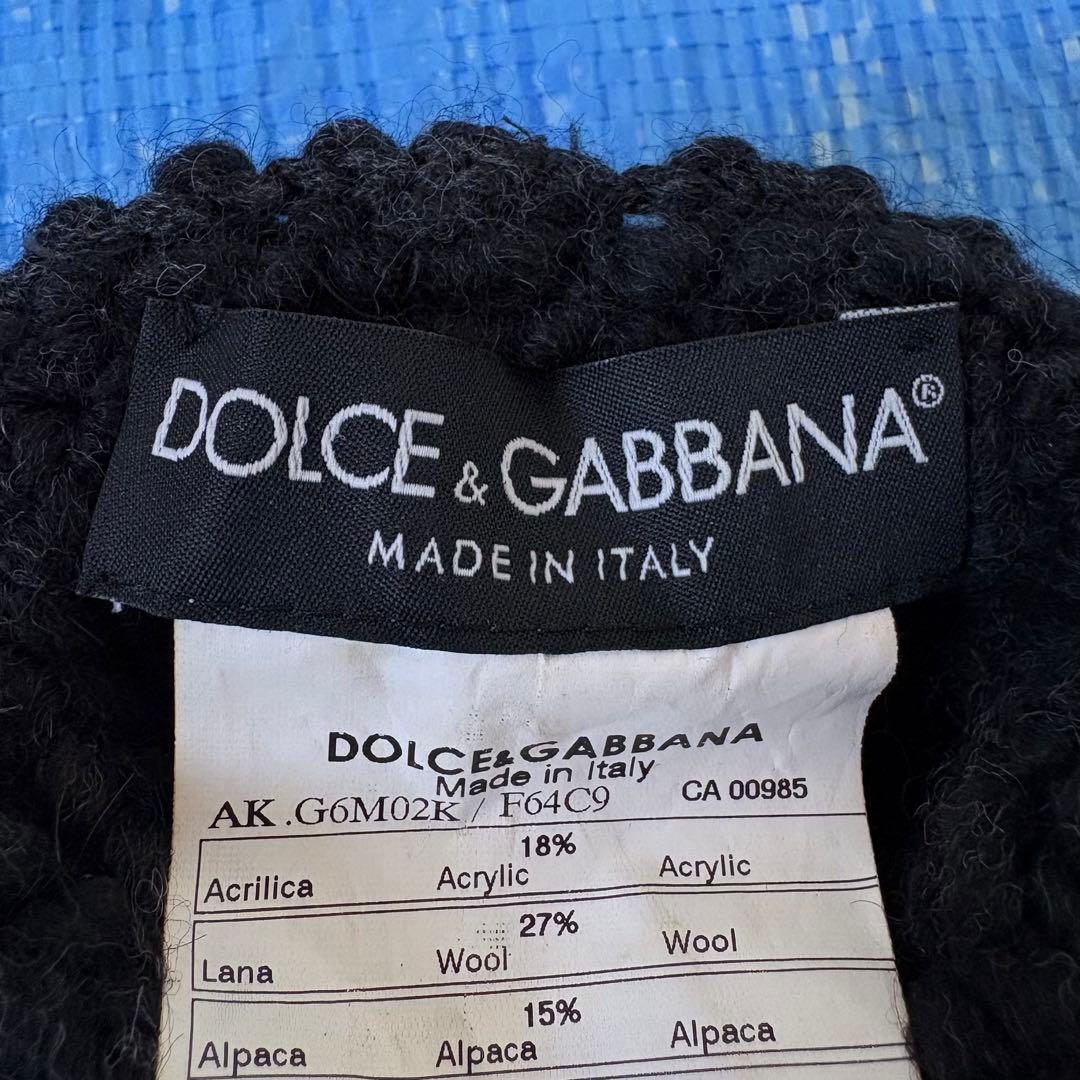 DOLCE & GABBANA®
MADE IN ITALY
DOLCE&GABBANA
Made in Italy
AK .G6M02K / F64C9 CA 00985
18%
Acrilica Acrylic Acrylic
27%
Lana Wool Wool
15%
Alpaca Alpaca Alpaca